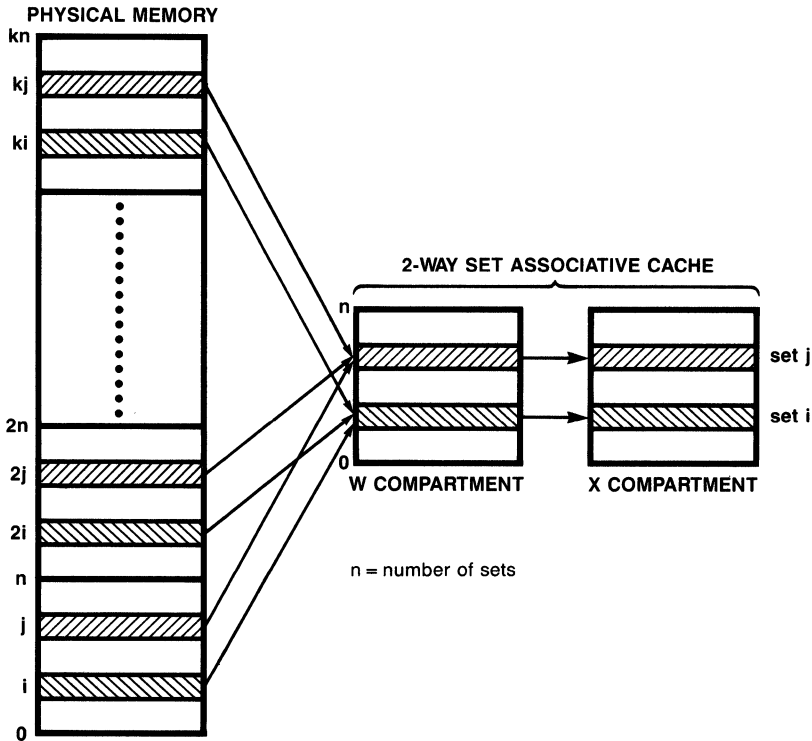 PHYSICAL MEMORY
kn
kj
ki
2n
2j
2i
n
j
i
0
2-WAY SET ASSOCIATIVE CACHE
n
0
set j
set i
W COMPARTMENT
X COMPARTMENT
n = number of sets